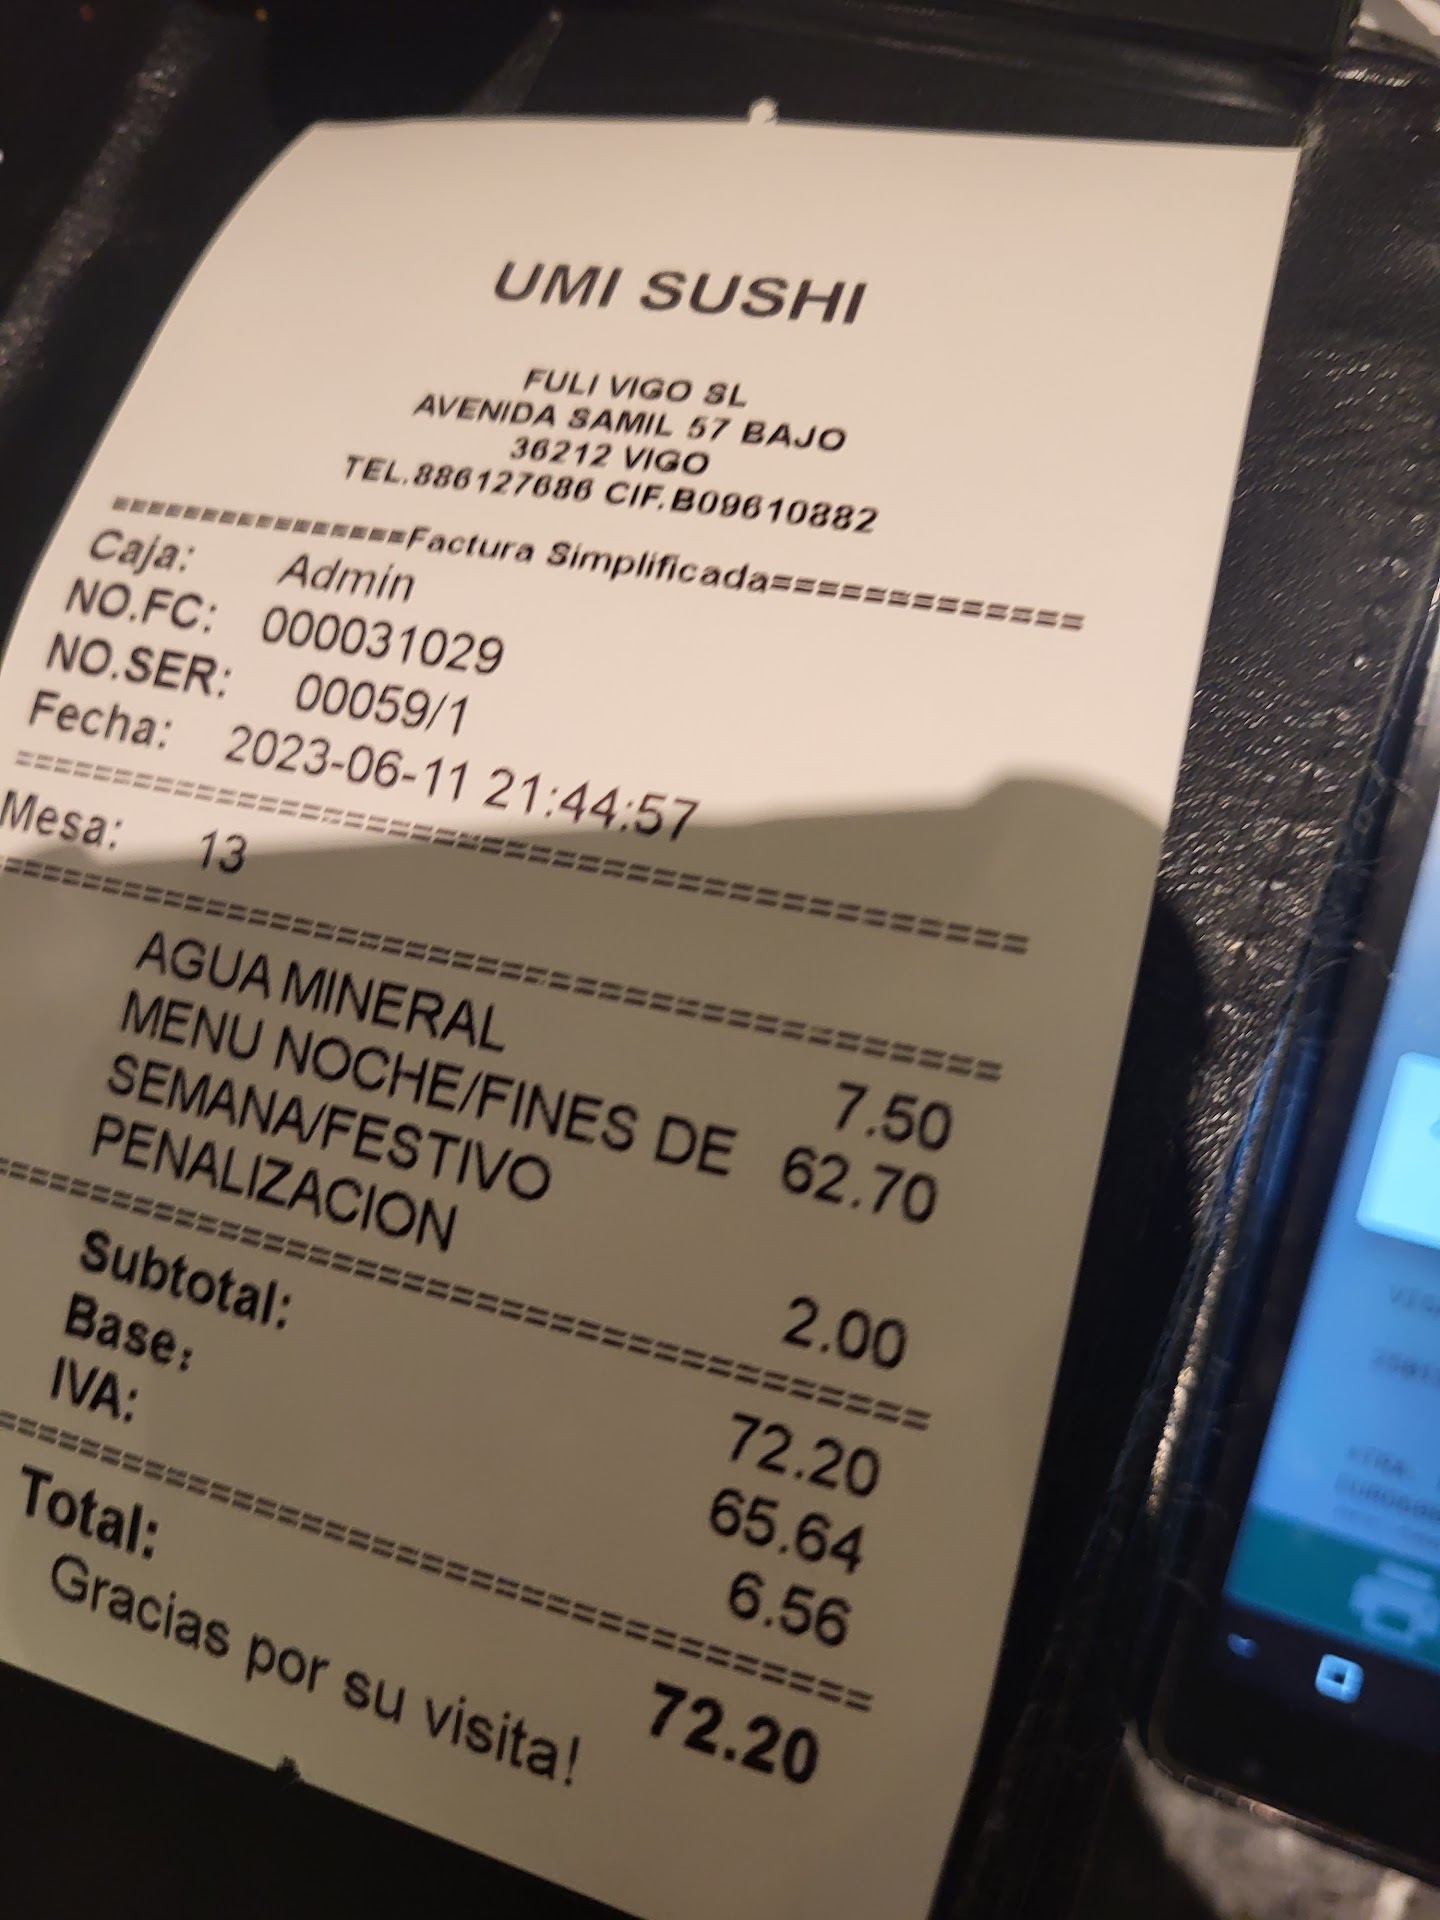 UMI SUSHI
FULI VIGO SL
AVENIDA SAMIL 57 BAJO
36212 VIGO
TEL.886127686 CIF.B09610882
===============Factura Simplificada==============
Caja: Admin
NO.FC: 000031029
NO.SER: 00059/1
Fecha: 2023-06-11 21:44:57
Mesa: 13
AGUA MINERAL 7.50
MENU NOCHE/FINES DE 62.70
SEMANA/FESTIVO
PENALIZACION 2.00
Subtotal: 72.20
Base: 65.64
IVA: 6.56
Total: 72.20
Gracias por su visita!